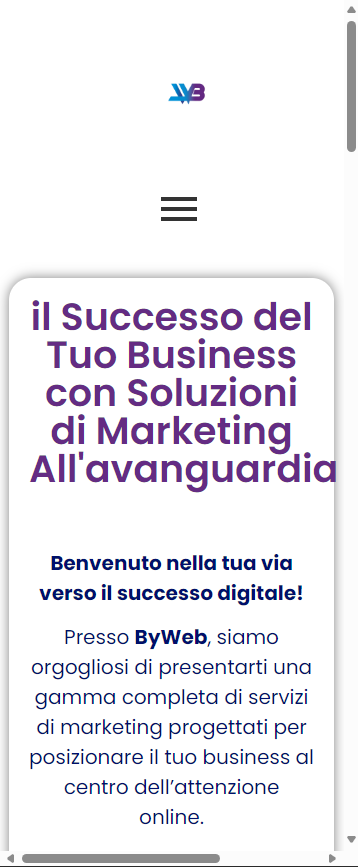 il Successo del
Tuo Business
con Soluzioni
di Marketing
All'avanguardia
Benvenuto nella tua via
verso il successo digitale!
Presso ByWeb, siamo
orgogliosi di presentarti una
gamma completa di servizi
di marketing progettati per
posizionare il tuo business al
centro dell’attenzione
online.